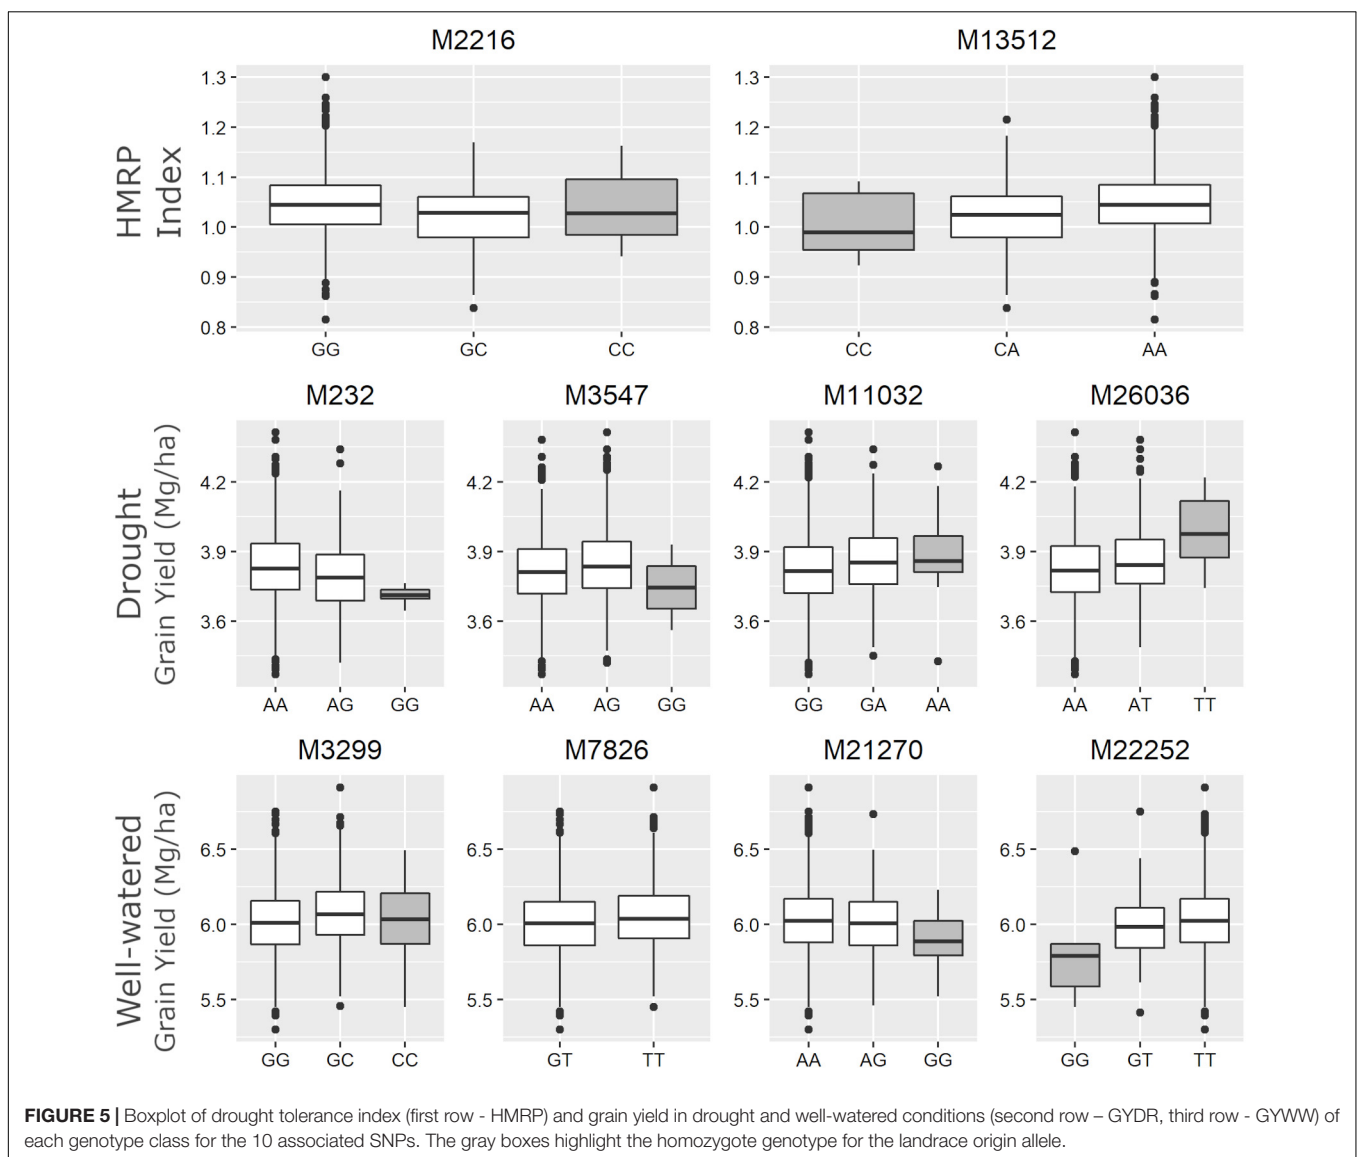 M2216
M13512
HMRP
Index
1.3
1.2
1.1
1.0
0.9
0.8
GG GC CC
1.3
1.2
1.1
1.0
0.9
0.8
CC CA AA
M232
M3547
M11032
M26036
Drought
Grain Yield (Mg/ha)
4.2
3.9
3.6
AA AG GG
4.2
3.9
3.6
AA AG GG
4.2
3.9
3.6
GG GA AA
4.2
3.9
3.6
AA AT TT
M3299
M7826
M21270
M22252
Well-watered
Grain Yield (Mg/ha)
6.5
6.0
5.5
GG GC CC
6.5
6.0
5.5
GT TT
6.5
6.0
5.5
AA AG GG
6.5
6.0
5.5
GG GT TT
FIGURE 5 | Boxplot of drought tolerance index (first row - HMRP) and grain yield in drought and well-watered conditions (second row – GYDR, third row - GYWW) of
each genotype class for the 10 associated SNPs. The gray boxes highlight the homozygote genotype for the landrace origin allele.